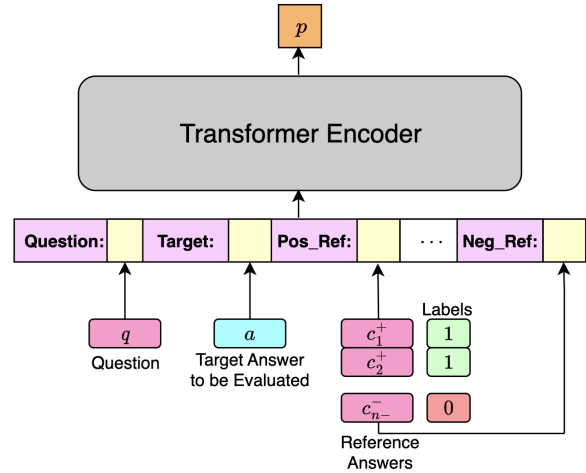 p
Transformer Encoder
Question: Target: Pos_Ref: ... Neg_Ref:
Labels
q a c₁⁺ 1
Question Target Answer c₂⁺ 1
to be Evaluated
cₙ₋⁻ 0
Reference
Answers